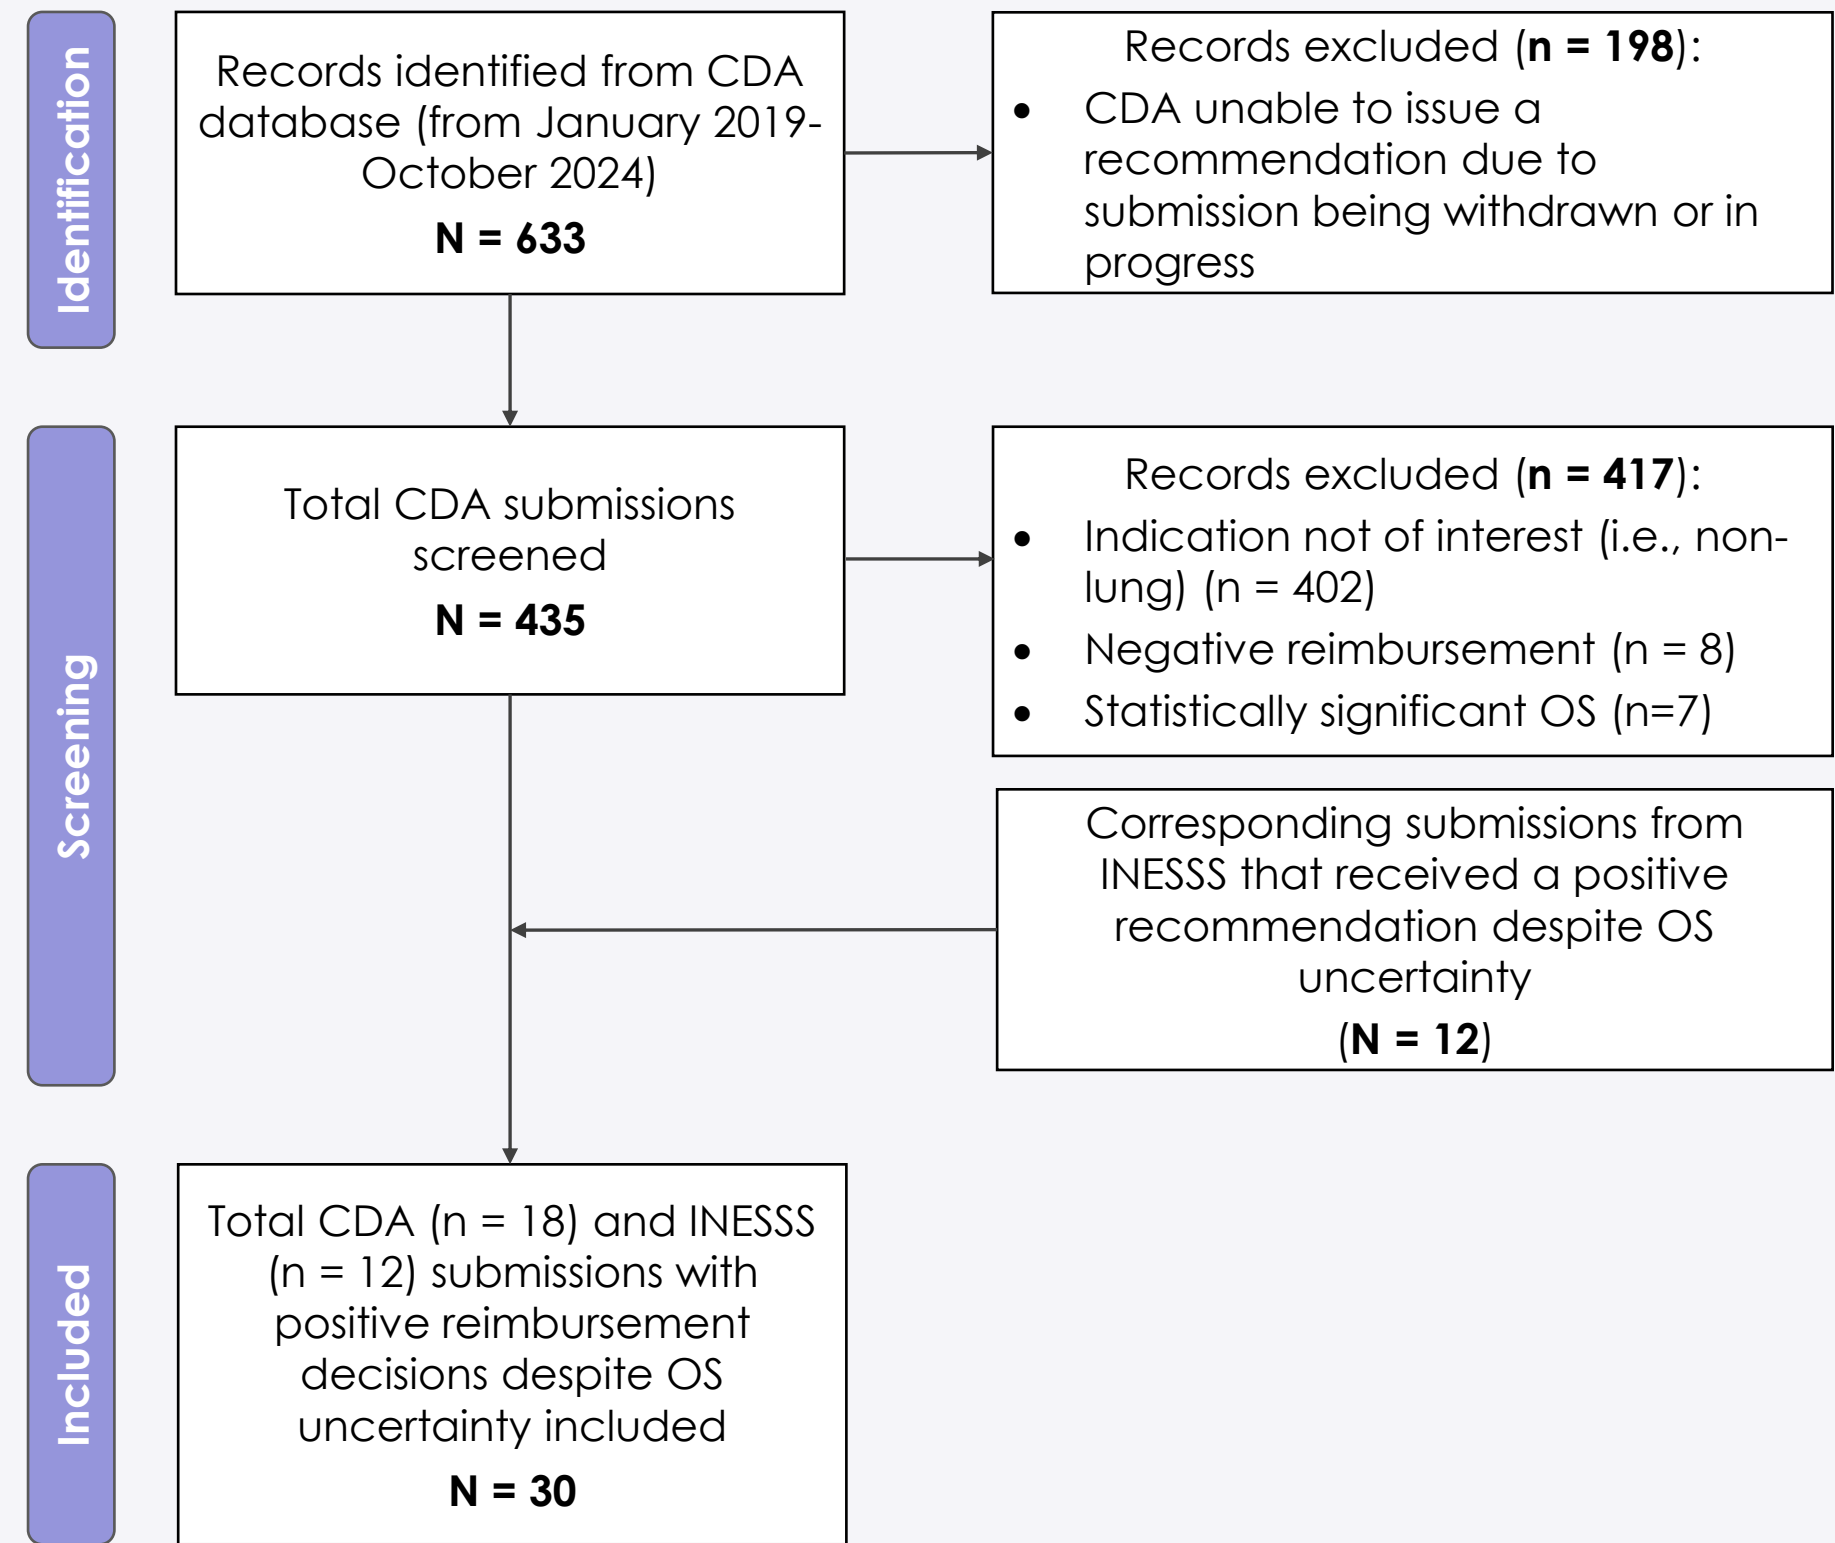 Identification
Records identified from CDA
database (from January 2019-
October 2024)
N = 633
Records excluded (n = 198):
• CDA unable to issue a
recommendation due to
submission being withdrawn or in
progress
Screening
Total CDA submissions
screened
N = 435
Records excluded (n = 417):
• Indication not of interest (i.e., non-
lung) (n = 402)
• Negative reimbursement (n = 8)
• Statistically significant OS (n=7)
Corresponding submissions from
INESSS that received a positive
recommendation despite OS
uncertainty
(N = 12)
Included
Total CDA (n = 18) and INESSS
(n = 12) submissions with
positive reimbursement
decisions despite OS
uncertainty included
N = 30